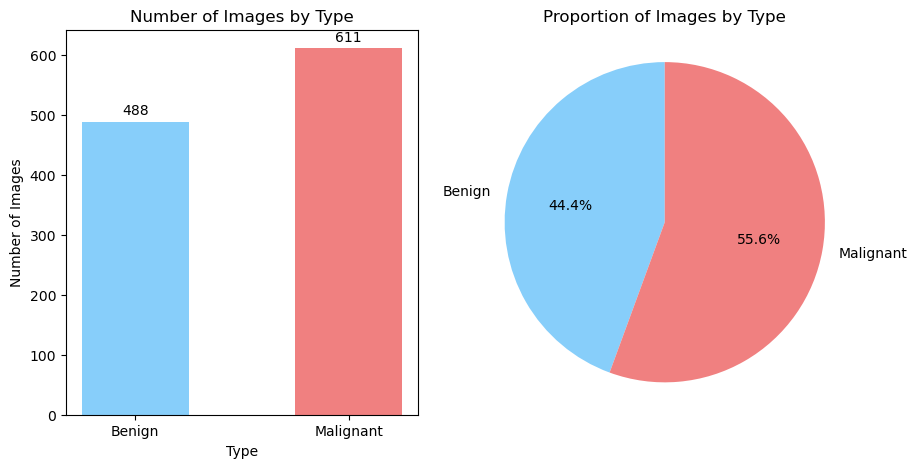 Number of Images by Type
Number of Images
600
500
400
300
200
100
0
488
611
Benign
Malignant
Type
Proportion of Images by Type
Benign
44.4%
55.6%
Malignant